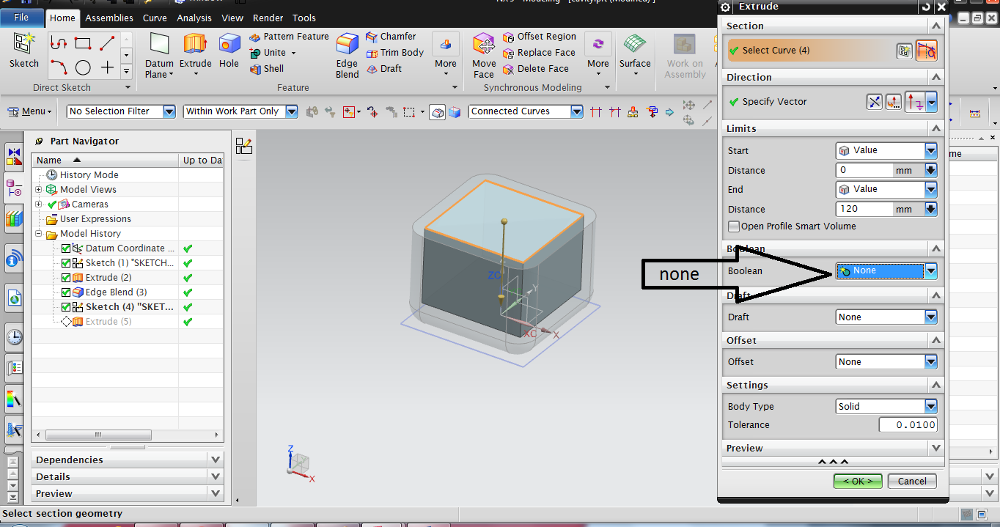 Extrude
File Home Assemblies Curve Analysis View Render Tools
Sketch
Datum Plane
Extrude
Hole
Pattern Feature
Unite
Shell
Edge Blend
Chamfer
Trim Body
Draft
More
Move Face
Offset Region
Replace Face
Delete Face
More
Surface
Work on Assembly
Direct Sketch
Feature
Synchronous Modeling
Menu
No Selection Filter
Within Work Part Only
Connected Curves
Part Navigator
Name
Up to Da
History Mode
Model Views
Cameras
User Expressions
Model History
Datum Coordinate ...
Sketch (1) "SKETCH...
Extrude (2)
Edge Blend (3)
Sketch (4) "SKET...
Extrude (5)
Dependencies
Details
Preview
Select section geometry
ZC
Y
XC
X
Z
X
none
Section
Select Curve (4)
Direction
Specify Vector
Limits
Start Value
Distance 0 mm
End Value
Distance 120 mm
Open Profile Smart Volume
Boolean
Boolean None
Draft
Draft None
Offset
Offset None
Settings
Body Type Solid
Tolerance 0.0100
Preview
< OK > Cancel
me